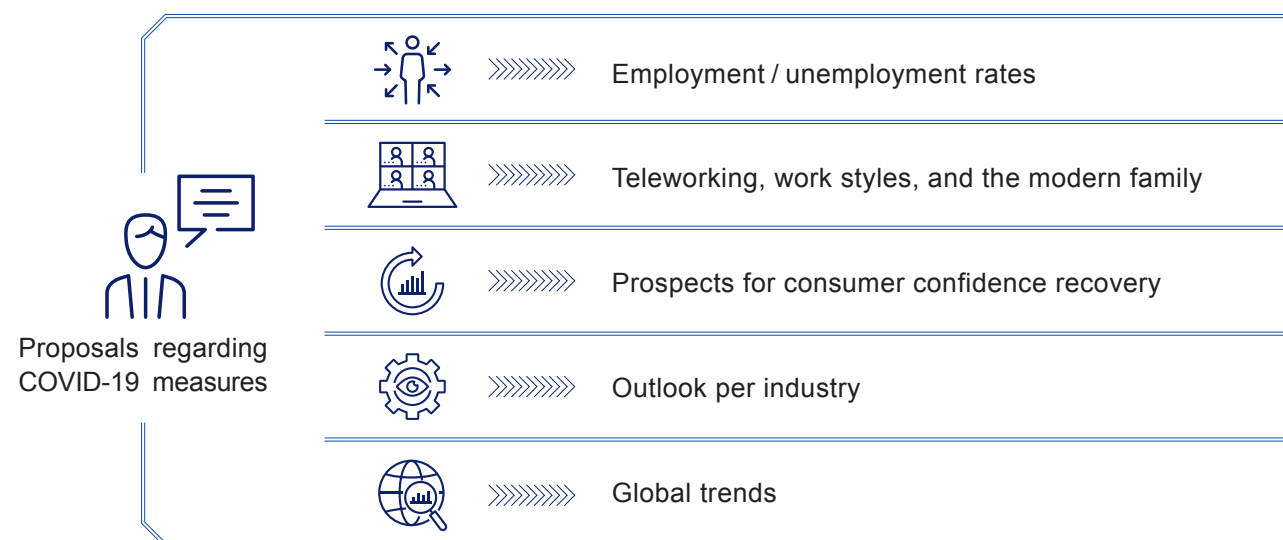 Employment / unemployment rates
Teleworking, work styles, and the modern family
Prospects for consumer confidence recovery
Proposals regarding
COVID-19 measures
Outlook per industry
Global trends